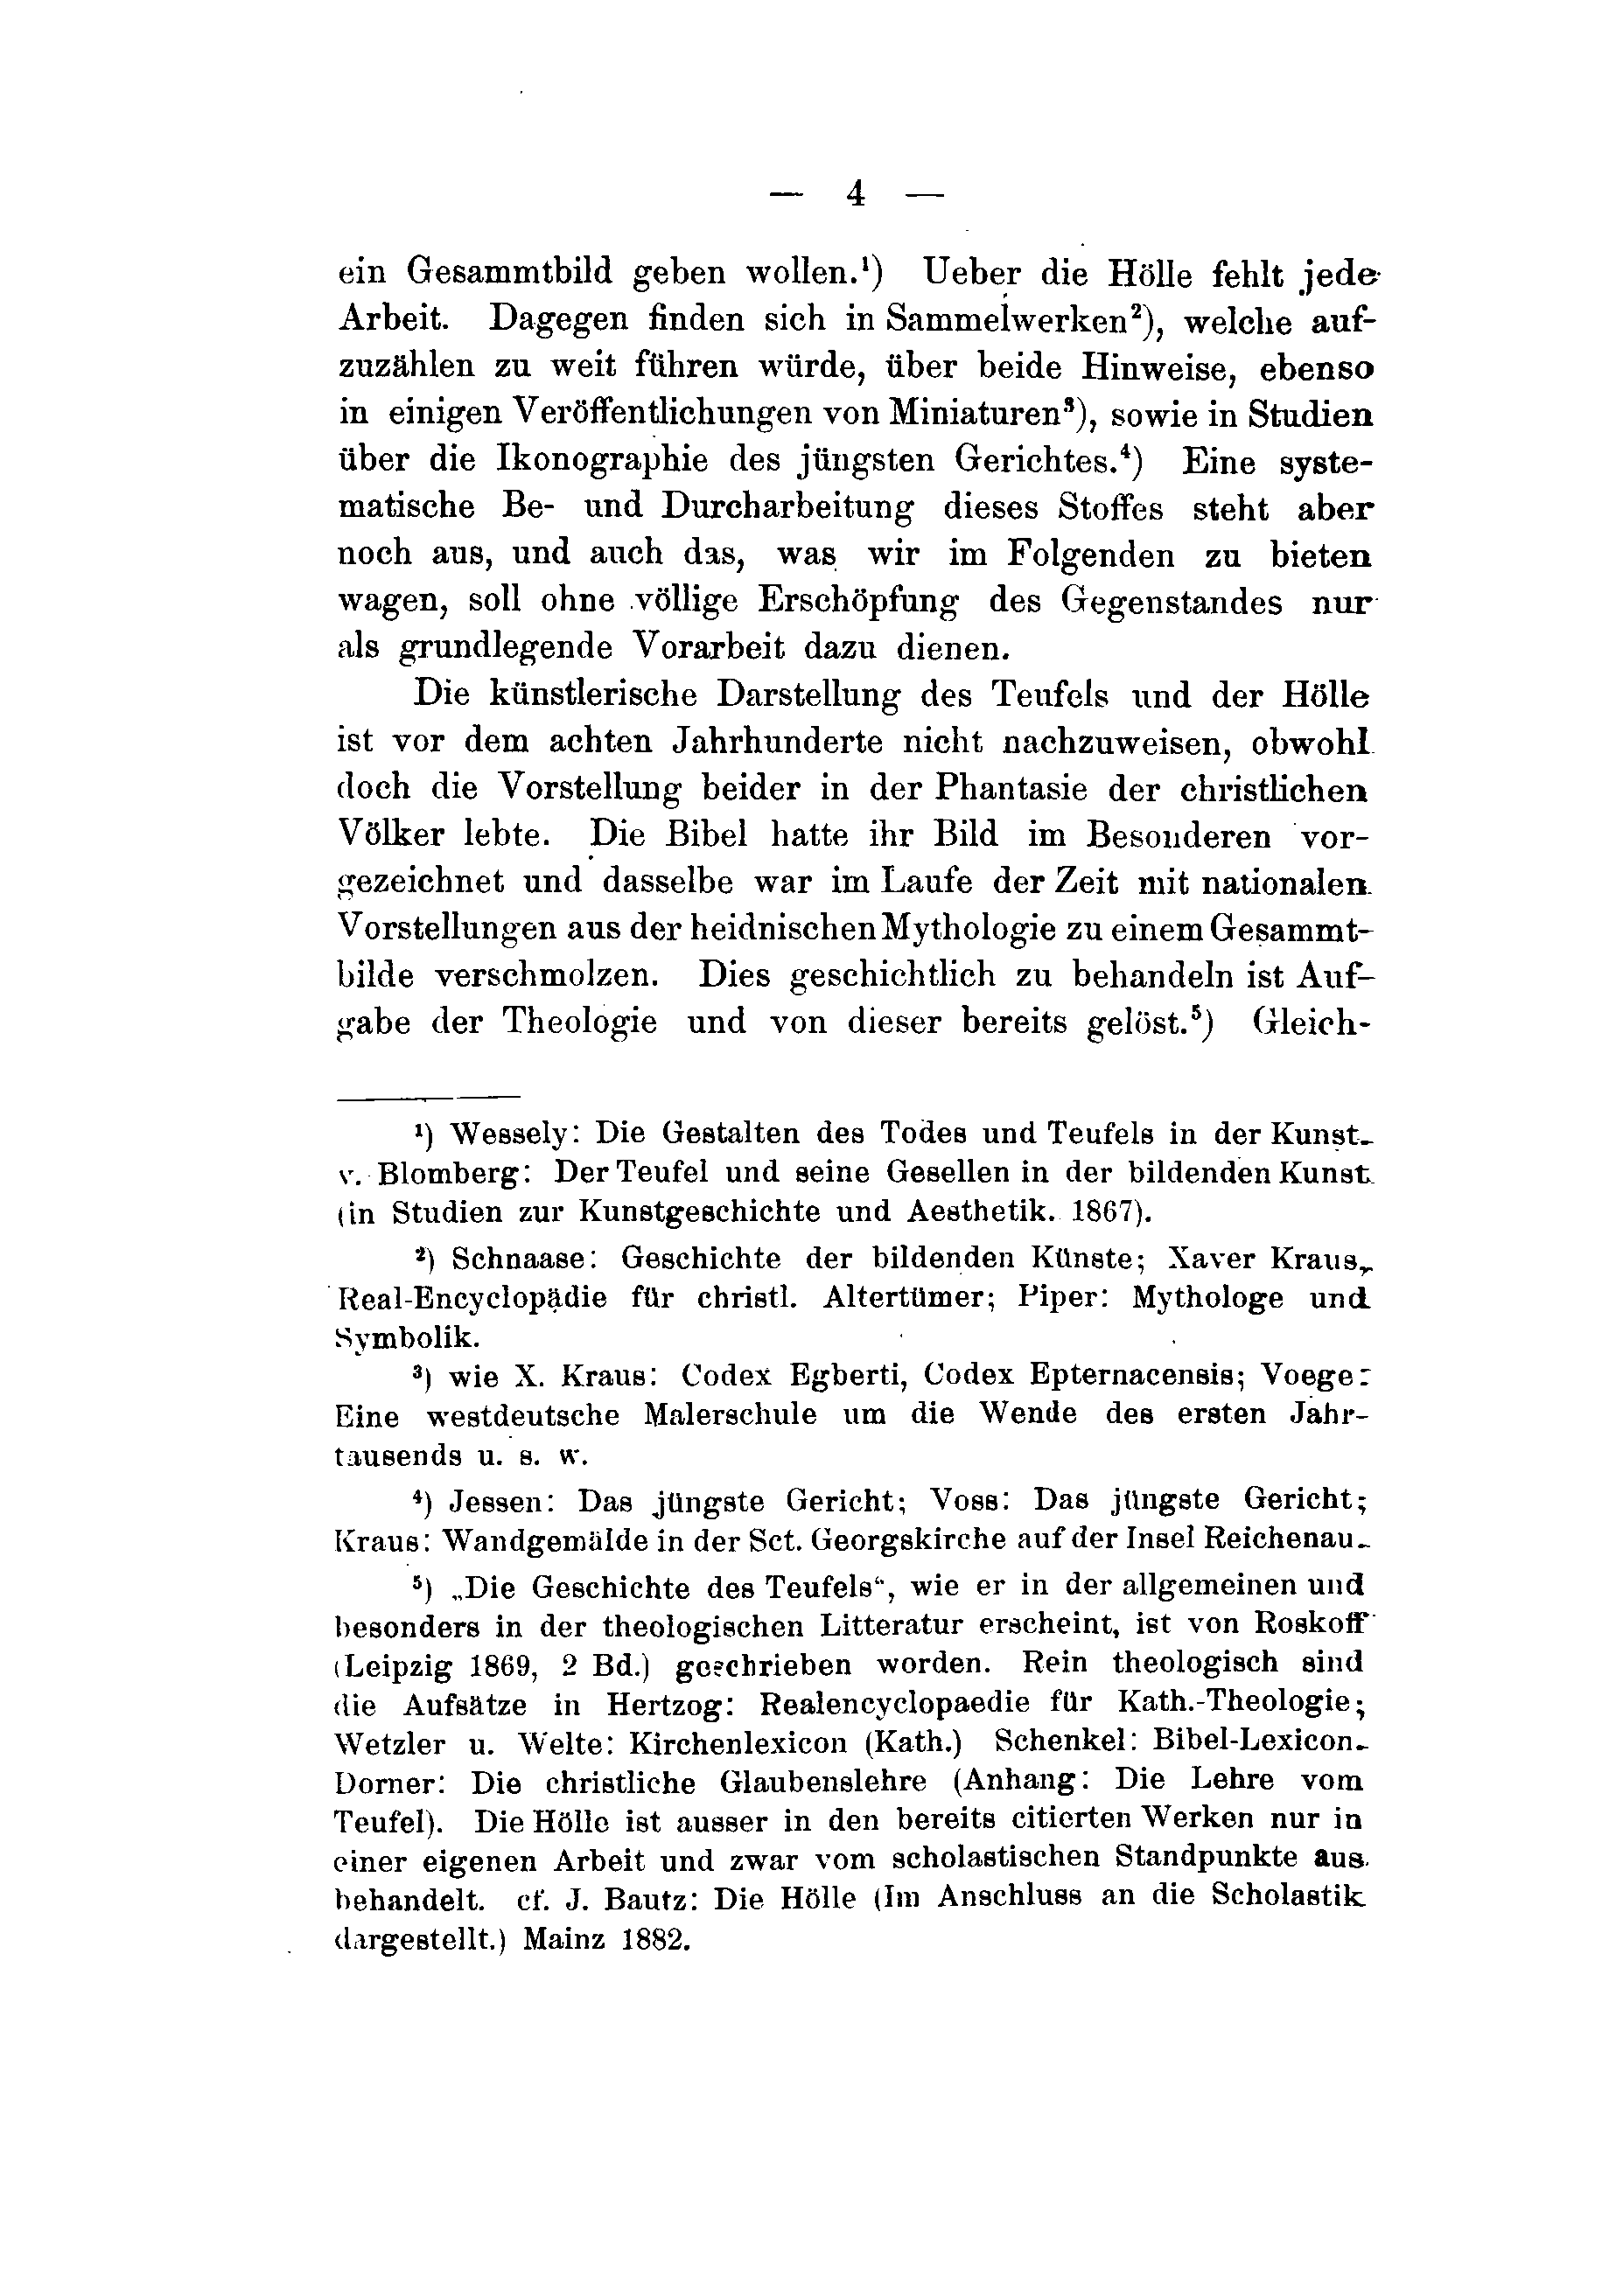 — 4 —
ein Gesammtbild geben wollen.¹) Ueber die Hölle fehlt jede
Arbeit. Dagegen finden sich in Sammelwerken²), welche auf-
zuzählen zu weit führen würde, über beide Hinweise, ebenso
in einigen Veröffentlichungen von Miniaturen³), sowie in Studien
über die Ikonographie des jüngsten Gerichtes.⁴) Eine syste-
matische Be- und Durcharbeitung dieses Stoffes steht aber
noch aus, und auch das, was wir im Folgenden zu bieten
wagen, soll ohne völlige Erschöpfung des Gegenstandes nur
als grundlegende Vorarbeit dazu dienen.
Die künstlerische Darstellung des Teufels und der Hölle
ist vor dem achten Jahrhunderte nicht nachzuweisen, obwohl
doch die Vorstellung beider in der Phantasie der christlichen
Völker lebte. Die Bibel hatte ihr Bild im Besonderen vor-
gezeichnet und dasselbe war im Laufe der Zeit mit nationalen
Vorstellungen aus der heidnischen Mythologie zu einem Gesammt-
bilde verschmolzen. Dies geschichtlich zu behandeln ist Auf-
gabe der Theologie und von dieser bereits gelöst.⁵) Gleich-
¹) Wessely: Die Gestalten des Todes und Teufels in der Kunst.
v. Blomberg: Der Teufel und seine Gesellen in der bildenden Kunst
(in Studien zur Kunstgeschichte und Aesthetik. 1867).
²) Schnaase: Geschichte der bildenden Künste; Xaver Kraus,
Real-Encyclopädie für christl. Altertümer; Piper: Mythologe und
Symbolik.
³) wie X. Kraus: Codex Egberti, Codex Epternacensis; Voege:
Eine westdeutsche Malerschule um die Wende des ersten Jahr-
tausends u. s. w.
⁴) Jessen: Das jüngste Gericht; Voss: Das jüngste Gericht;
Kraus: Wandgemälde in der Sct. Georgskirche auf der Insel Reichenau.
⁵) „Die Geschichte des Teufels“, wie er in der allgemeinen und
besonders in der theologischen Litteratur erscheint, ist von Roskoff
(Leipzig 1869, 2 Bd.) geschrieben worden. Rein theologisch sind
die Aufsätze in Hertzog: Realencyclopaedie für Kath.-Theologie;
Wetzler u. Welte: Kirchenlexicon (Kath.) Schenkel: Bibel-Lexicon.
Dorner: Die christliche Glaubenslehre (Anhang: Die Lehre vom
Teufel). Die Hölle ist ausser in den bereits citierten Werken nur in
einer eigenen Arbeit und zwar vom scholastischen Standpunkte aus
behandelt. cf. J. Bautz: Die Hölle (Im Anschluss an die Scholastik
dargestellt.) Mainz 1882.